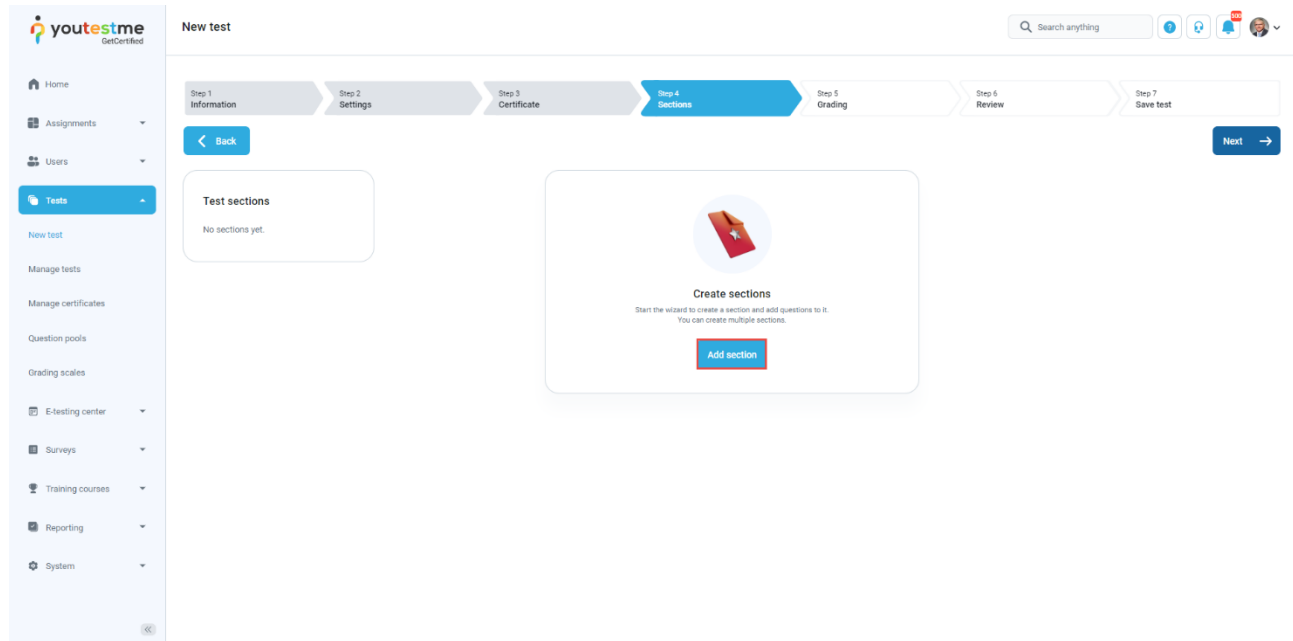 youtestme
GetCertified
New test
Search anything
500
Home
Assignments
Users
Tests
New test
Manage tests
Manage certificates
Question pools
Grading scales
E-testing center
Surveys
Training courses
Reporting
System
Step 1
Information
Step 2
Settings
Step 3
Certificate
Step 4
Sections
Step 5
Grading
Step 6
Review
Step 7
Save test
Back
Next
Test sections
No sections yet.
Create sections
Start the wizard to create a section and add questions to it.
You can create multiple sections.
Add section